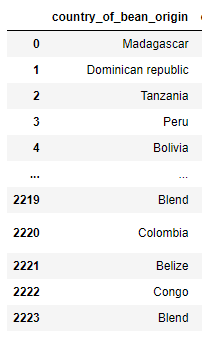 country_of_bean_origin
0 Madagascar
1 Dominican republic
2 Tanzania
3 Peru
4 Bolivia
... ...
2219 Blend
2220 Colombia
2221 Belize
2222 Congo
2223 Blend